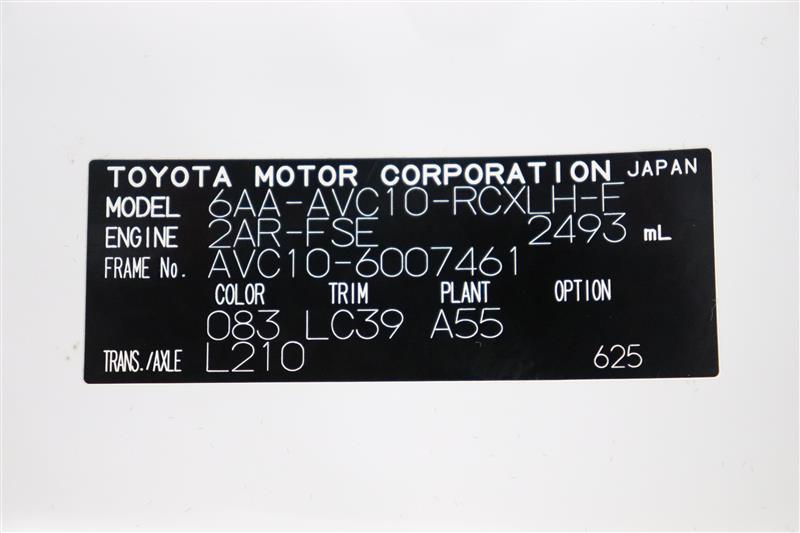 TOYOTA MOTOR CORPORATION JAPAN
MODEL 6AA-AVC10-RCXLH-F
ENGINE 2AR-FSE 2493 mL
FRAME No. AVC10-6007461
COLOR TRIM PLANT OPTION
083 LC39 A55
TRANS./AXLE L210 625